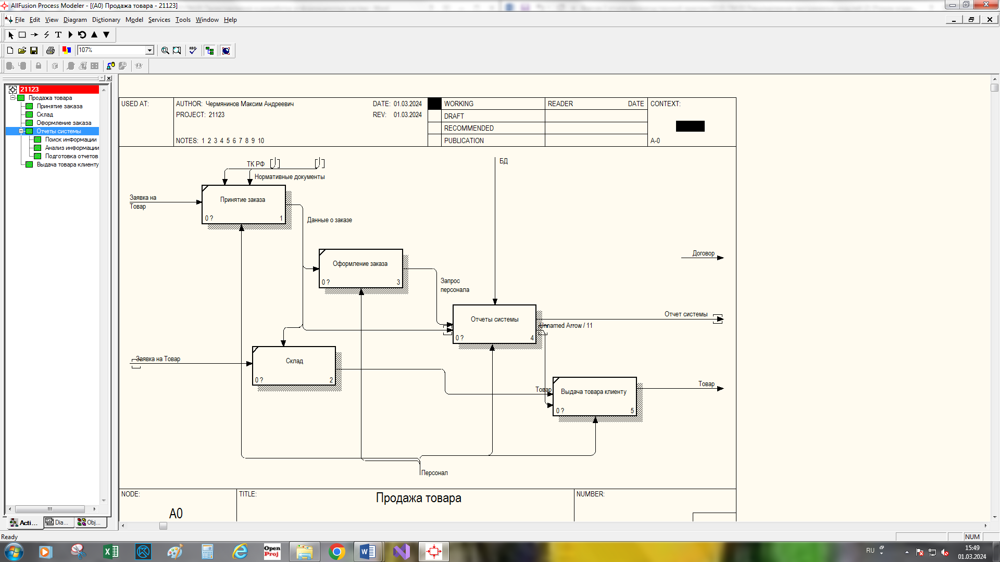 AllFusion Process Modeler - [(A0) Продажа товара - 21123]
File Edit View Diagram Dictionary Model Services Tools Window Help
107%
ABC
21123
Продажа товара
Принятие заказа
Склад
Оформление заказа
Отчеты системы
Поиск информации
Анализ информации
Подготовка отчетов
Выдача товара клиенту
Acti... Dia... Obj...
USED AT:
AUTHOR: Чермянинов Максим Андреевич
DATE: 01.03.2024
PROJECT: 21123
REV: 01.03.2024
NOTES: 1 2 3 4 5 6 7 8 9 10
WORKING
DRAFT
RECOMMENDED
PUBLICATION
READER DATE
CONTEXT:
A-0
ТК РФ
Нормативные документы
БД
Заявка на
Товар
Принятие заказа
0 ? 1
Данные о заказе
Договор
Оформление заказа
0 ? 3
Запрос
персонала
Отчеты системы
0 ? 4
Отчет системы
Unnamed Arrow / 11
Заявка на Товар
Склад
0 ? 2
Товар
Выдача товара клиенту
0 ? 5
Товар
Персонал
NODE:
A0
TITLE:
Продажа товара
NUMBER:
Ready
NUM
Open
Proj
RU
15:49
01.03.2024